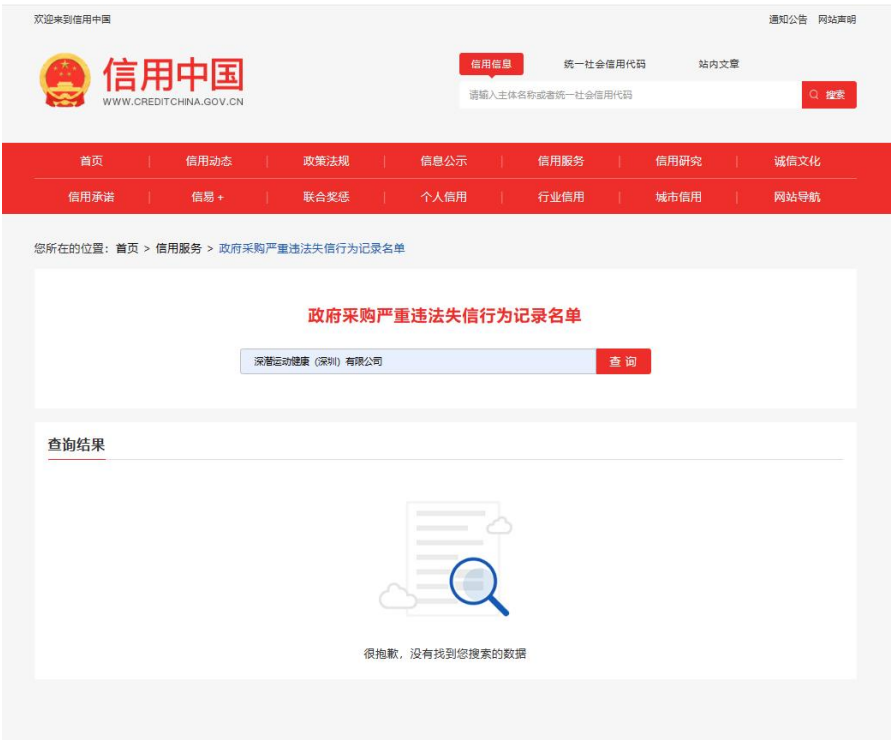 欢迎来到信用中国
通知公告 网站声明
信用中国
WWW.CREDITCHINA.GOV.CN
信用信息 统一社会信用代码 站内文章
请输入主体名称或者统一社会信用代码 搜索
首页 信用动态 政策法规 信息公示 信用服务 信用研究 诚信文化
信用承诺 信易+ 联合奖惩 个人信用 行业信用 城市信用 网站导航
您所在的位置：首页 > 信用服务 > 政府采购严重违法失信行为记录名单
政府采购严重违法失信行为记录名单
深潜运动健康（深圳）有限公司 查询
查询结果
很抱歉，没有找到您搜索的数据